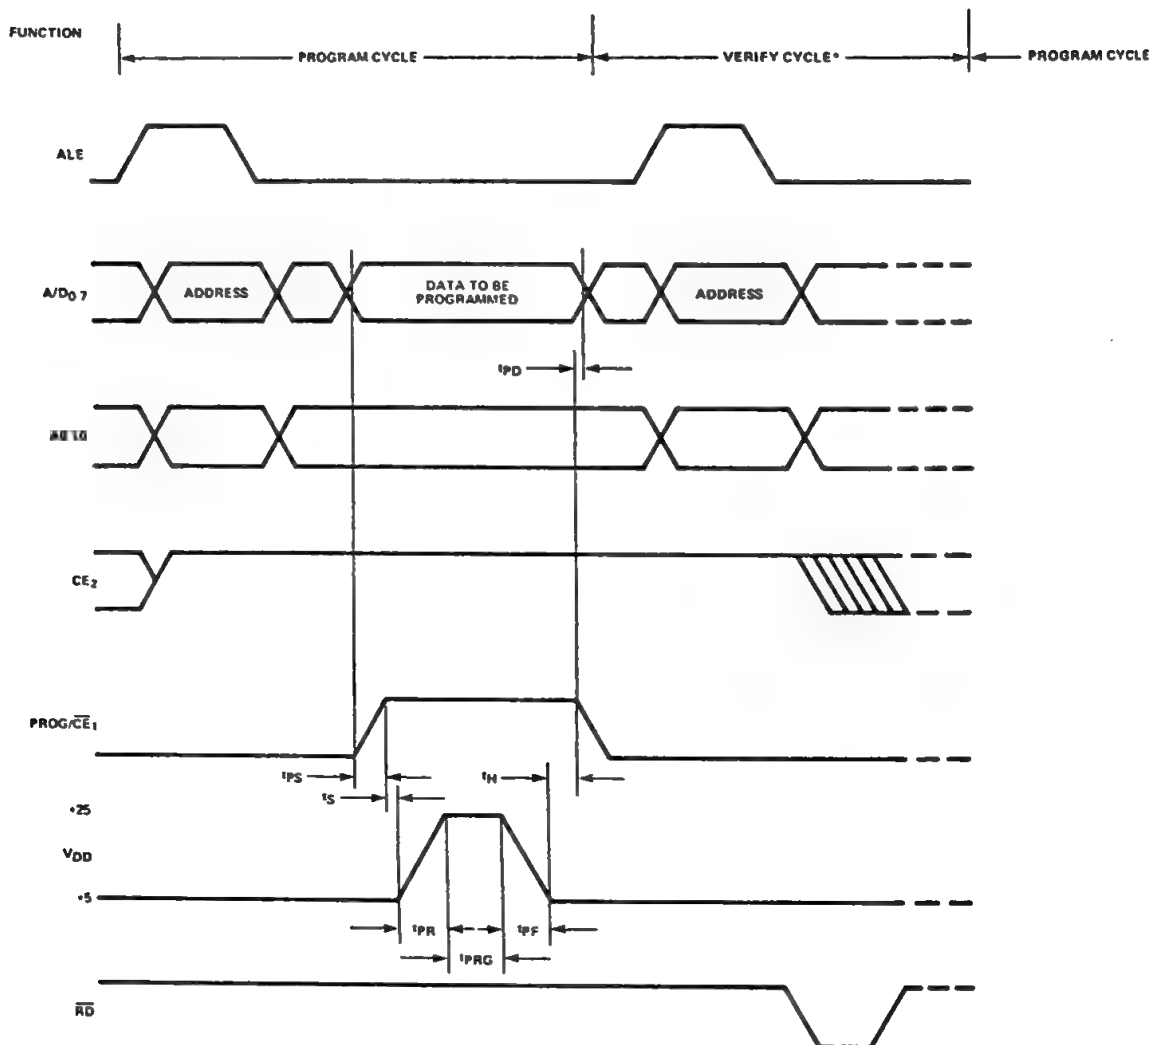 FUNCTION
PROGRAM CYCLE
VERIFY CYCLE*
PROGRAM CYCLE
ALE
A/D0 7
ADDRESS
DATA TO BE
PROGRAMMED
ADDRESS
tPD
CE2
PROG/CE1
tPS
tH
tS
+25
VDD
+5
tPR
tPF
tPRG
RD